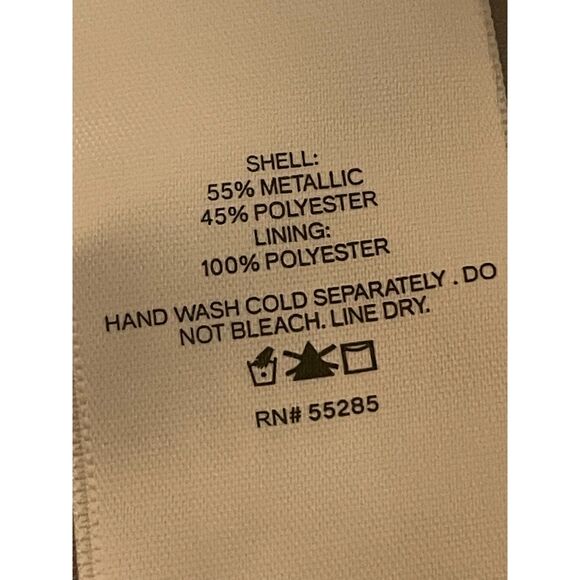 SHELL:
55% METALLIC
45% POLYESTER
LINING:
100% POLYESTER
HAND WASH COLD SEPARATELY . DO
NOT BLEACH. LINE DRY.
RN# 55285